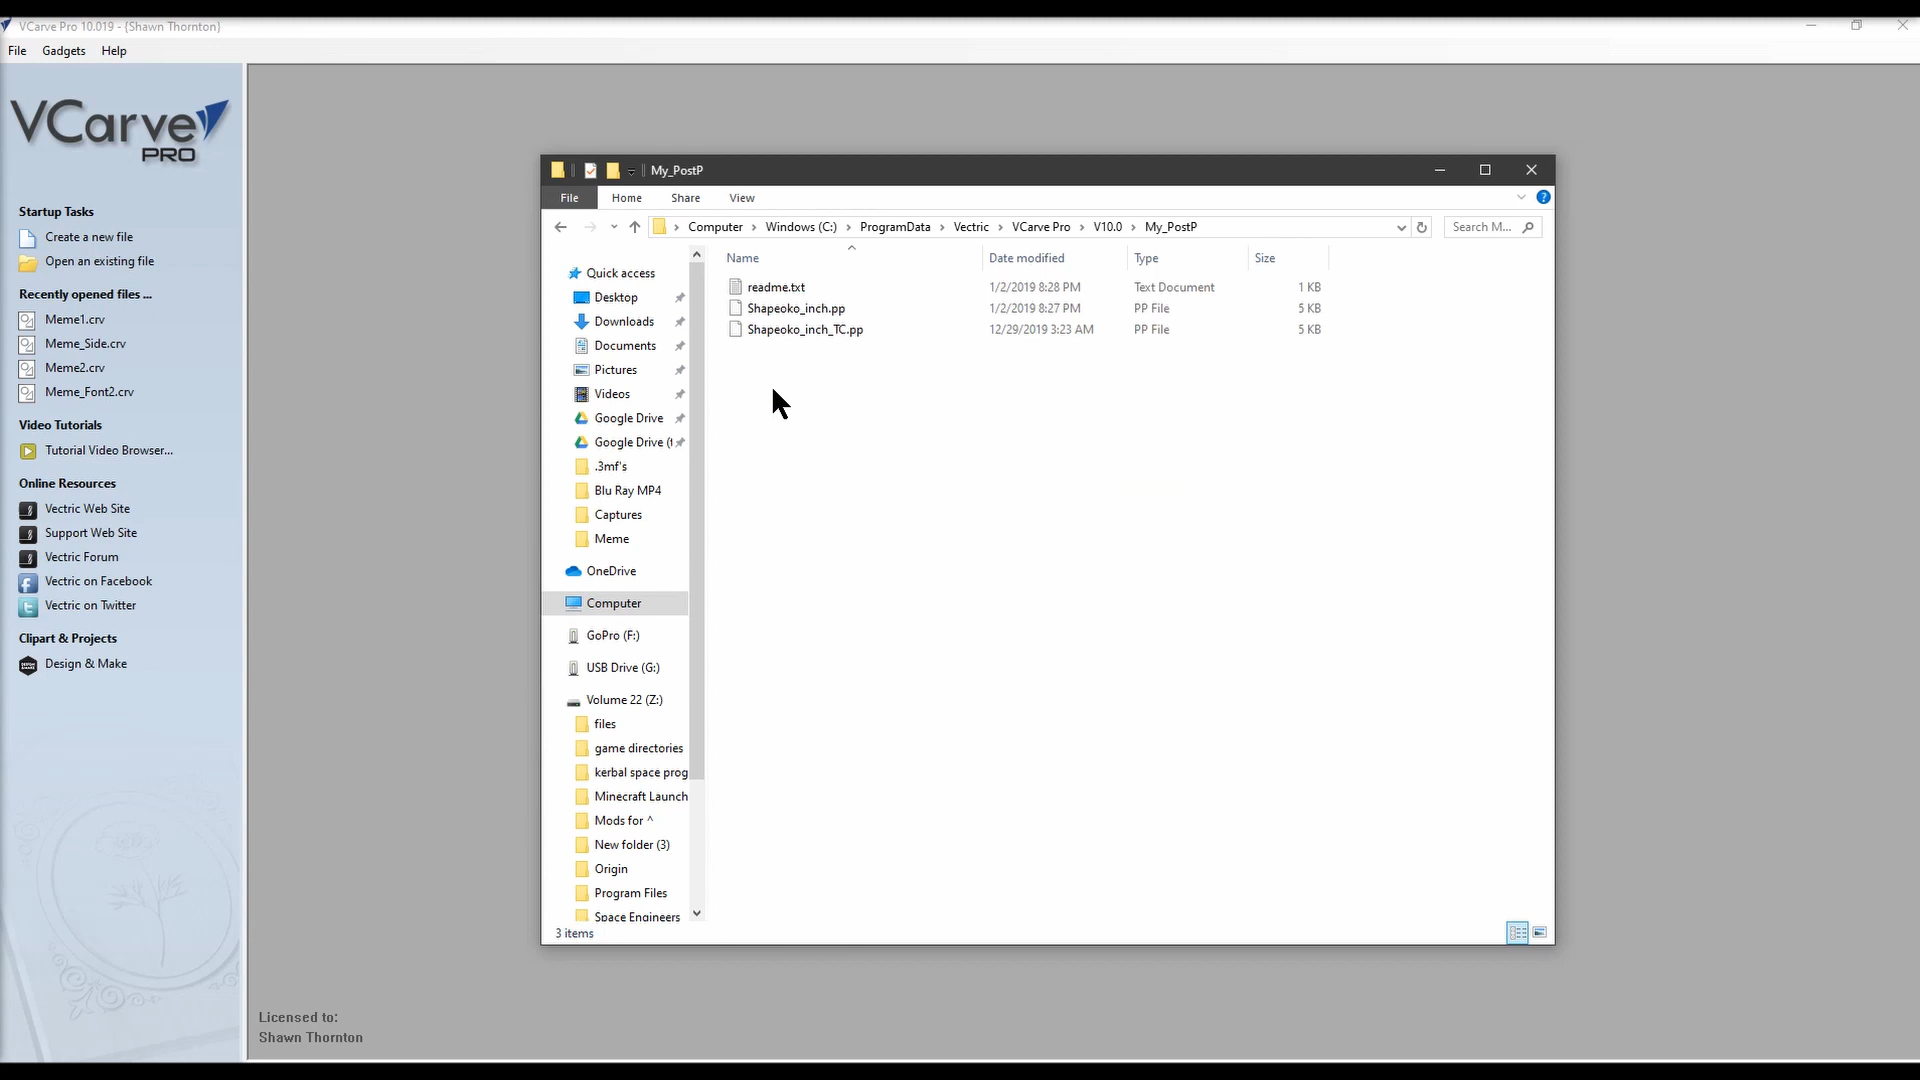 VCarve Pro 10.019 - (Shawn Thornton)
File Gadgets Help
VCarve
PRO
Startup Tasks
Create a new file
Open an existing file
Recently opened files ...
Meme1.crv
Meme_Side.crv
Meme2.crv
Meme_Font2.crv
Video Tutorials
Tutorial Video Browser...
Online Resources
Vectric Web Site
Support Web Site
Vectric Forum
Vectric on Facebook
Vectric on Twitter
Clipart & Projects
Design & Make
Licensed to:
Shawn Thornton
My_PostP
File Home Share View
Computer Windows (C:) ProgramData Vectric VCarve Pro V10.0 My_PostP
Search M...
Quick access
Desktop
Downloads
Documents
Pictures
Videos
Google Drive
Google Drive (
.3mf's
Blu Ray MP4
Captures
Meme
OneDrive
Computer
GoPro (F:)
USB Drive (G:)
Volume 22 (Z:)
files
game directories
kerbal space prog
Minecraft Launch
Mods for ^
New folder (3)
Origin
Program Files
Space Engineers
Name Date modified Type Size
readme.txt 1/2/2019 8:28 PM Text Document 1 KB
Shapeoko_inch.pp 1/2/2019 8:27 PM PP File 5 KB
Shapeoko_inch_TC.pp 12/29/2019 3:23 AM PP File 5 KB
3 items